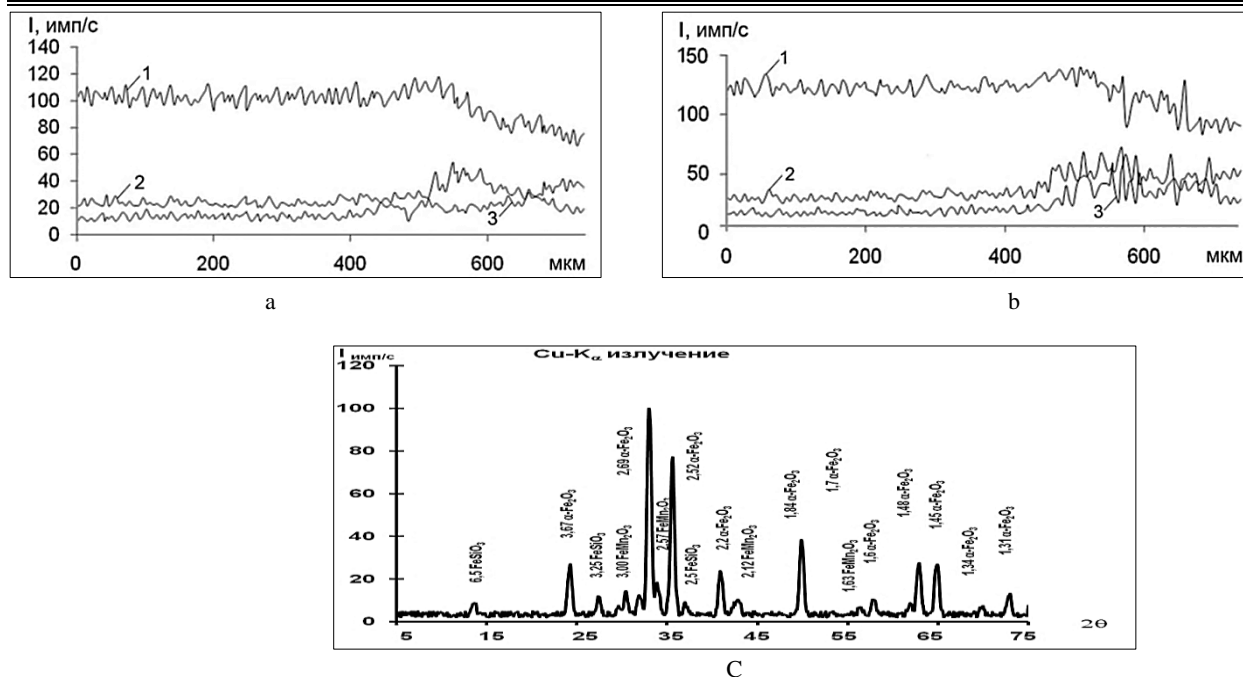 I, имп/с
140
120
100
80
60
40
20
0
1
2
3
0 200 400 600 мкм
a
I, имп/с
150
100
50
0
1
2
3
0 200 400 600 мкм
b
I имп/с
Cu-Kα излучение
120
100
80
60
40
20
0
6,5 FeSiO₃
3,67 α-Fe₂O₃
3,25 FeSiO₃
3,00 FeMn₂O₃
2,69 α-Fe₂O₃
2,57 FeMn₂O₃
2,52 α-Fe₂O₃
2,5 FeSiO₃
2,2 α-Fe₂O₃
2,12 FeMn₂O₃
1,84 α-Fe₂O₃
1,7 α-Fe₂O₃
1,63 FeMn₂O₃
1,6 α-Fe₂O₃
1,48 α-Fe₂O₃
1,45 α-Fe₂O₃
1,34 α-Fe₂O₃
1,31 α-Fe₂O₃
5 15 25 35 45 55 65 75
2θ
C